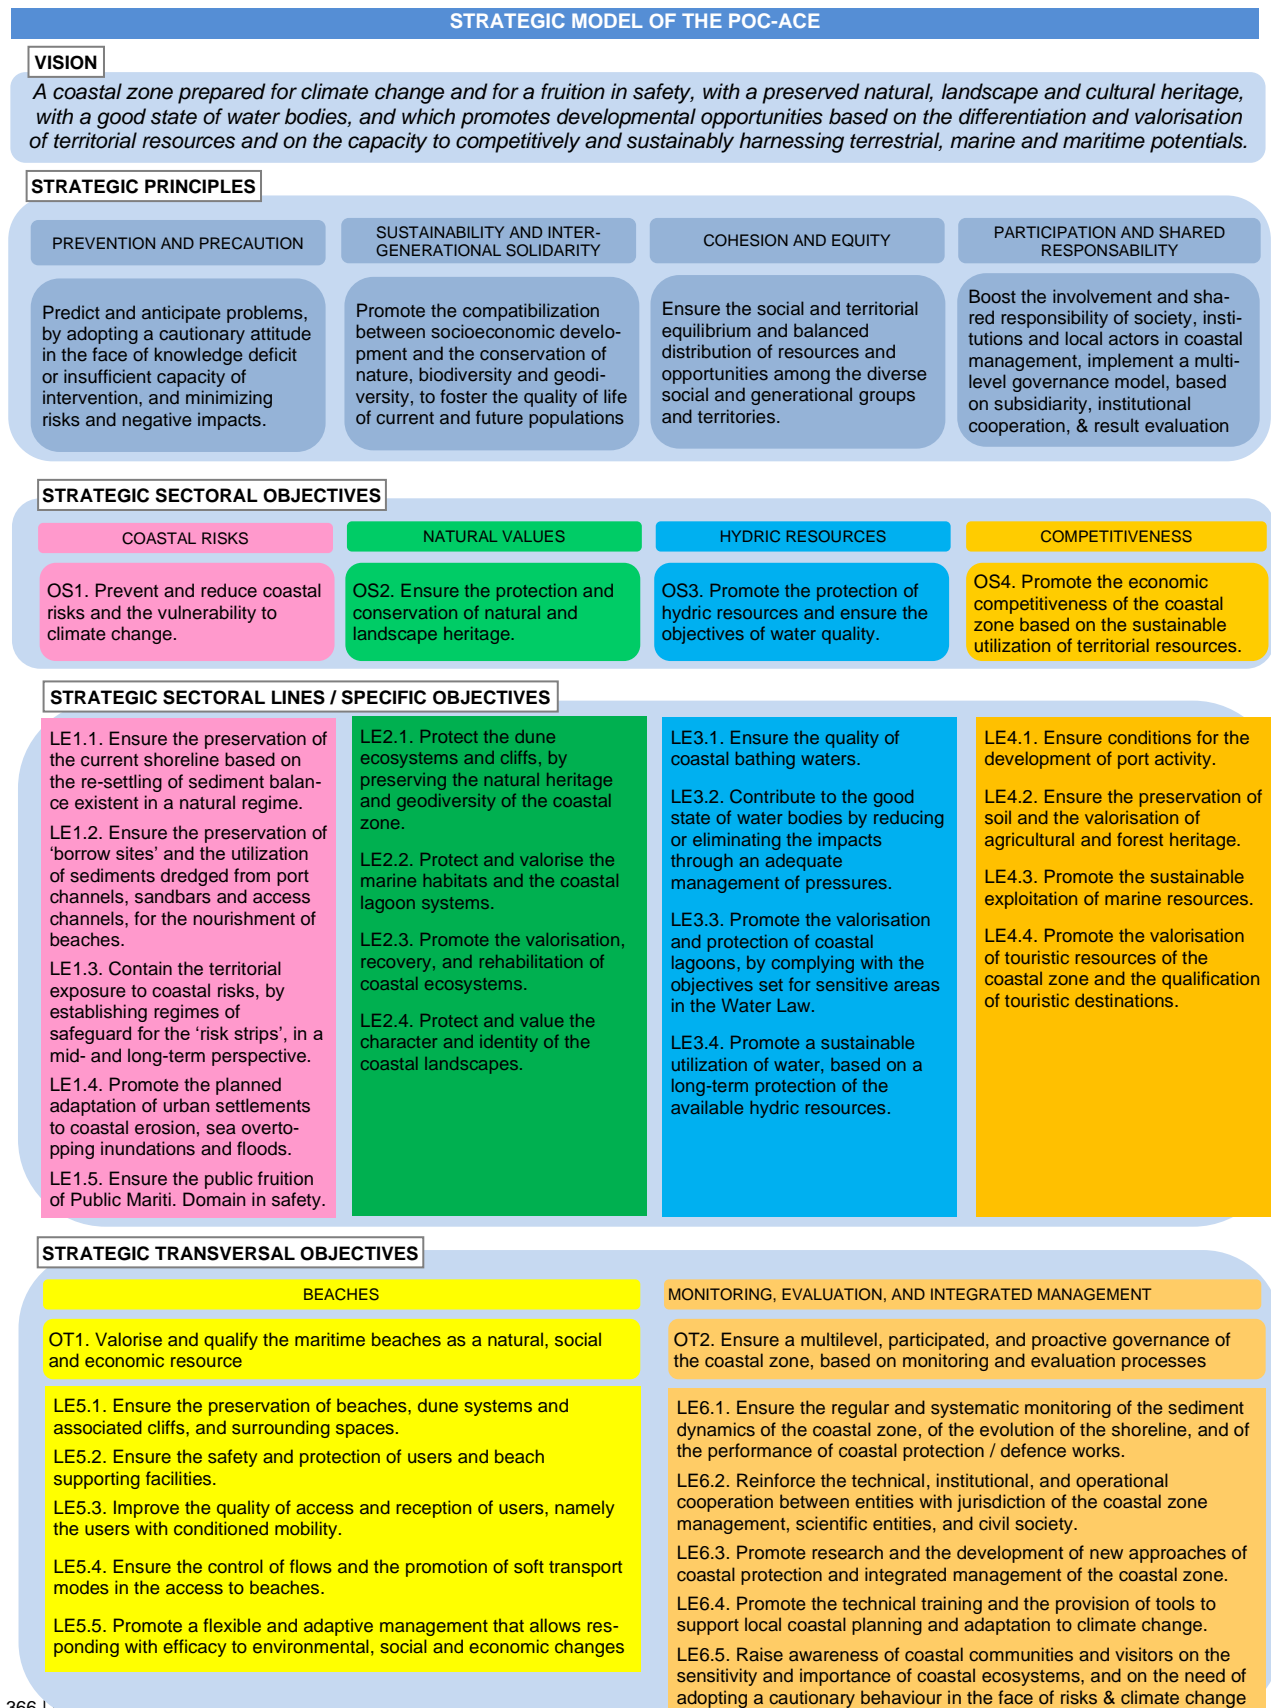 STRATEGIC MODEL OF THE POC-ACE
VISION
A coastal zone prepared for climate change and for a fruition in safety, with a preserved natural, landscape and cultural heritage,
with a good state of water bodies, and which promotes developmental opportunities based on the differentiation and valorisation
of territorial resources and on the capacity to competitively and sustainably harnessing terrestrial, marine and maritime potentials.
STRATEGIC PRINCIPLES
PREVENTION AND PRECAUTION
Predict and anticipate problems,
by adopting a cautionary attitude
in the face of knowledge deficit
or insufficient capacity of
intervention, and minimizing
risks and negative impacts.
SUSTAINABILITY AND INTER-
GENERATIONAL SOLIDARITY
Promote the compatibilization
between socioeconomic develo-
pment and the conservation of
nature, biodiversity and geodi-
versity, to foster the quality of life
of current and future populations
COHESION AND EQUITY
Ensure the social and territorial
equilibrium and balanced
distribution of resources and
opportunities among the diverse
social and generational groups
and territories.
PARTICIPATION AND SHARED
RESPONSABILITY
Boost the involvement and sha-
red responsibility of society, insti-
tutions and local actors in coastal
management, implement a multi-
level governance model, based
on subsidiarity, institutional
cooperation, & result evaluation
STRATEGIC SECTORAL OBJECTIVES
COASTAL RISKS
OS1. Prevent and reduce coastal
risks and the vulnerability to
climate change.
NATURAL VALUES
OS2. Ensure the protection and
conservation of natural and
landscape heritage.
HYDRIC RESOURCES
OS3. Promote the protection of
hydric resources and ensure the
objectives of water quality.
COMPETITIVENESS
OS4. Promote the economic
competitiveness of the coastal
zone based on the sustainable
utilization of territorial resources.
STRATEGIC SECTORAL LINES / SPECIFIC OBJECTIVES
LE1.1. Ensure the preservation of
the current shoreline based on
the re-settling of sediment balan-
ce existent in a natural regime.
LE1.2. Ensure the preservation of
‘borrow sites’ and the utilization
of sediments dredged from port
channels, sandbars and access
channels, for the nourishment of
beaches.
LE1.3. Contain the territorial
exposure to coastal risks, by
establishing regimes of
safeguard for the ‘risk strips’, in a
mid- and long-term perspective.
LE1.4. Promote the planned
adaptation of urban settlements
to coastal erosion, sea overto-
pping inundations and floods.
LE1.5. Ensure the public fruition
of Public Mariti. Domain in safety.
LE2.1. Protect the dune
ecosystems and cliffs, by
preserving the natural heritage
and geodiversity of the coastal
zone.
LE2.2. Protect and valorise the
marine habitats and the coastal
lagoon systems.
LE2.3. Promote the valorisation,
recovery, and rehabilitation of
coastal ecosystems.
LE2.4. Protect and value the
character and identity of the
coastal landscapes.
LE3.1. Ensure the quality of
coastal bathing waters.
LE3.2. Contribute to the good
state of water bodies by reducing
or eliminating the impacts
through an adequate
management of pressures.
LE3.3. Promote the valorisation
and protection of coastal
lagoons, by complying with the
objectives set for sensitive areas
in the Water Law.
LE3.4. Promote a sustainable
utilization of water, based on a
long-term protection of the
available hydric resources.
LE4.1. Ensure conditions for the
development of port activity.
LE4.2. Ensure the preservation of
soil and the valorisation of
agricultural and forest heritage.
LE4.3. Promote the sustainable
exploitation of marine resources.
LE4.4. Promote the valorisation
of touristic resources of the
coastal zone and the qualification
of touristic destinations.
STRATEGIC TRANSVERSAL OBJECTIVES
BEACHES
OT1. Valorise and qualify the maritime beaches as a natural, social
and economic resource
LE5.1. Ensure the preservation of beaches, dune systems and
associated cliffs, and surrounding spaces.
LE5.2. Ensure the safety and protection of users and beach
supporting facilities.
LE5.3. Improve the quality of access and reception of users, namely
the users with conditioned mobility.
LE5.4. Ensure the control of flows and the promotion of soft transport
modes in the access to beaches.
LE5.5. Promote a flexible and adaptive management that allows res-
ponding with efficacy to environmental, social and economic changes
MONITORING, EVALUATION, AND INTEGRATED MANAGEMENT
OT2. Ensure a multilevel, participated, and proactive governance of
the coastal zone, based on monitoring and evaluation processes
LE6.1. Ensure the regular and systematic monitoring of the sediment
dynamics of the coastal zone, of the evolution of the shoreline, and of
the performance of coastal protection / defence works.
LE6.2. Reinforce the technical, institutional, and operational
cooperation between entities with jurisdiction of the coastal zone
management, scientific entities, and civil society.
LE6.3. Promote research and the development of new approaches of
coastal protection and integrated management of the coastal zone.
LE6.4. Promote the technical training and the provision of tools to
support local coastal planning and adaptation to climate change.
LE6.5. Raise awareness of coastal communities and visitors on the
sensitivity and importance of coastal ecosystems, and on the need of
adopting a cautionary behaviour in the face of risks & climate change
366 |